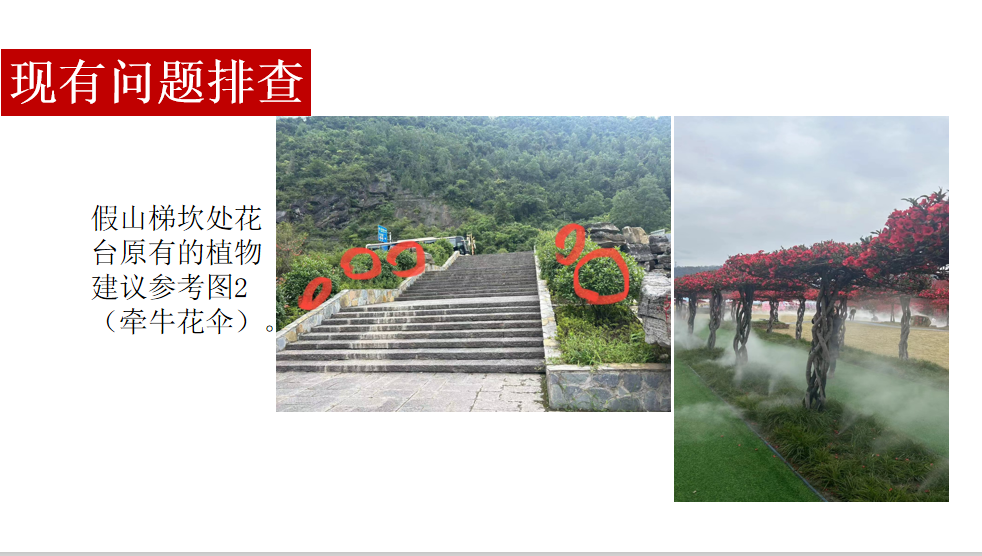 现有问题排查
假山梯坎处花
台原有的植物
建议参考图2
（牵牛花伞）。